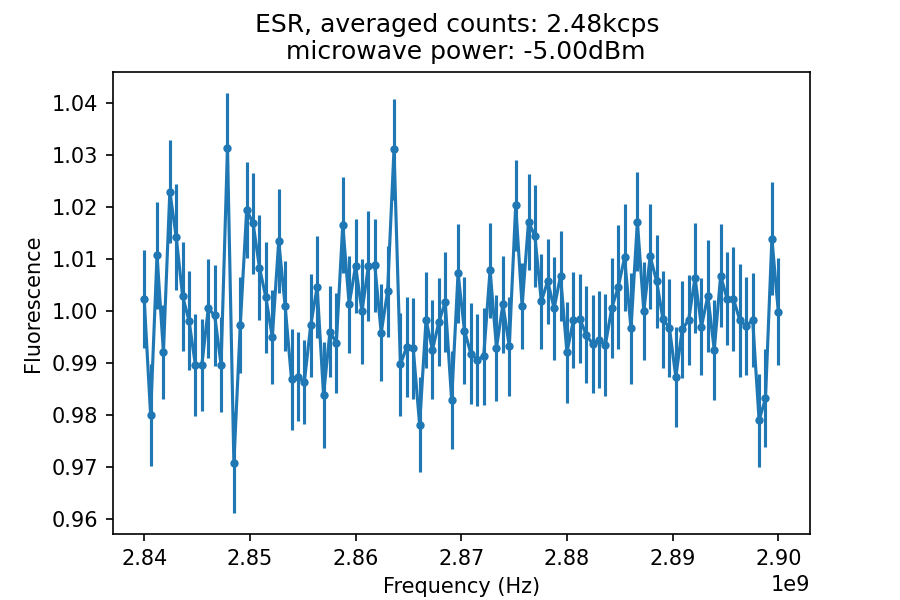 ESR, averaged counts: 2.48kcps
microwave power: -5.00dBm
Fluorescence
1.04
1.03
1.02
1.01
1.00
0.99
0.98
0.97
0.96
2.84 2.85 2.86 2.87 2.88 2.89 2.90
1e9
Frequency (Hz)